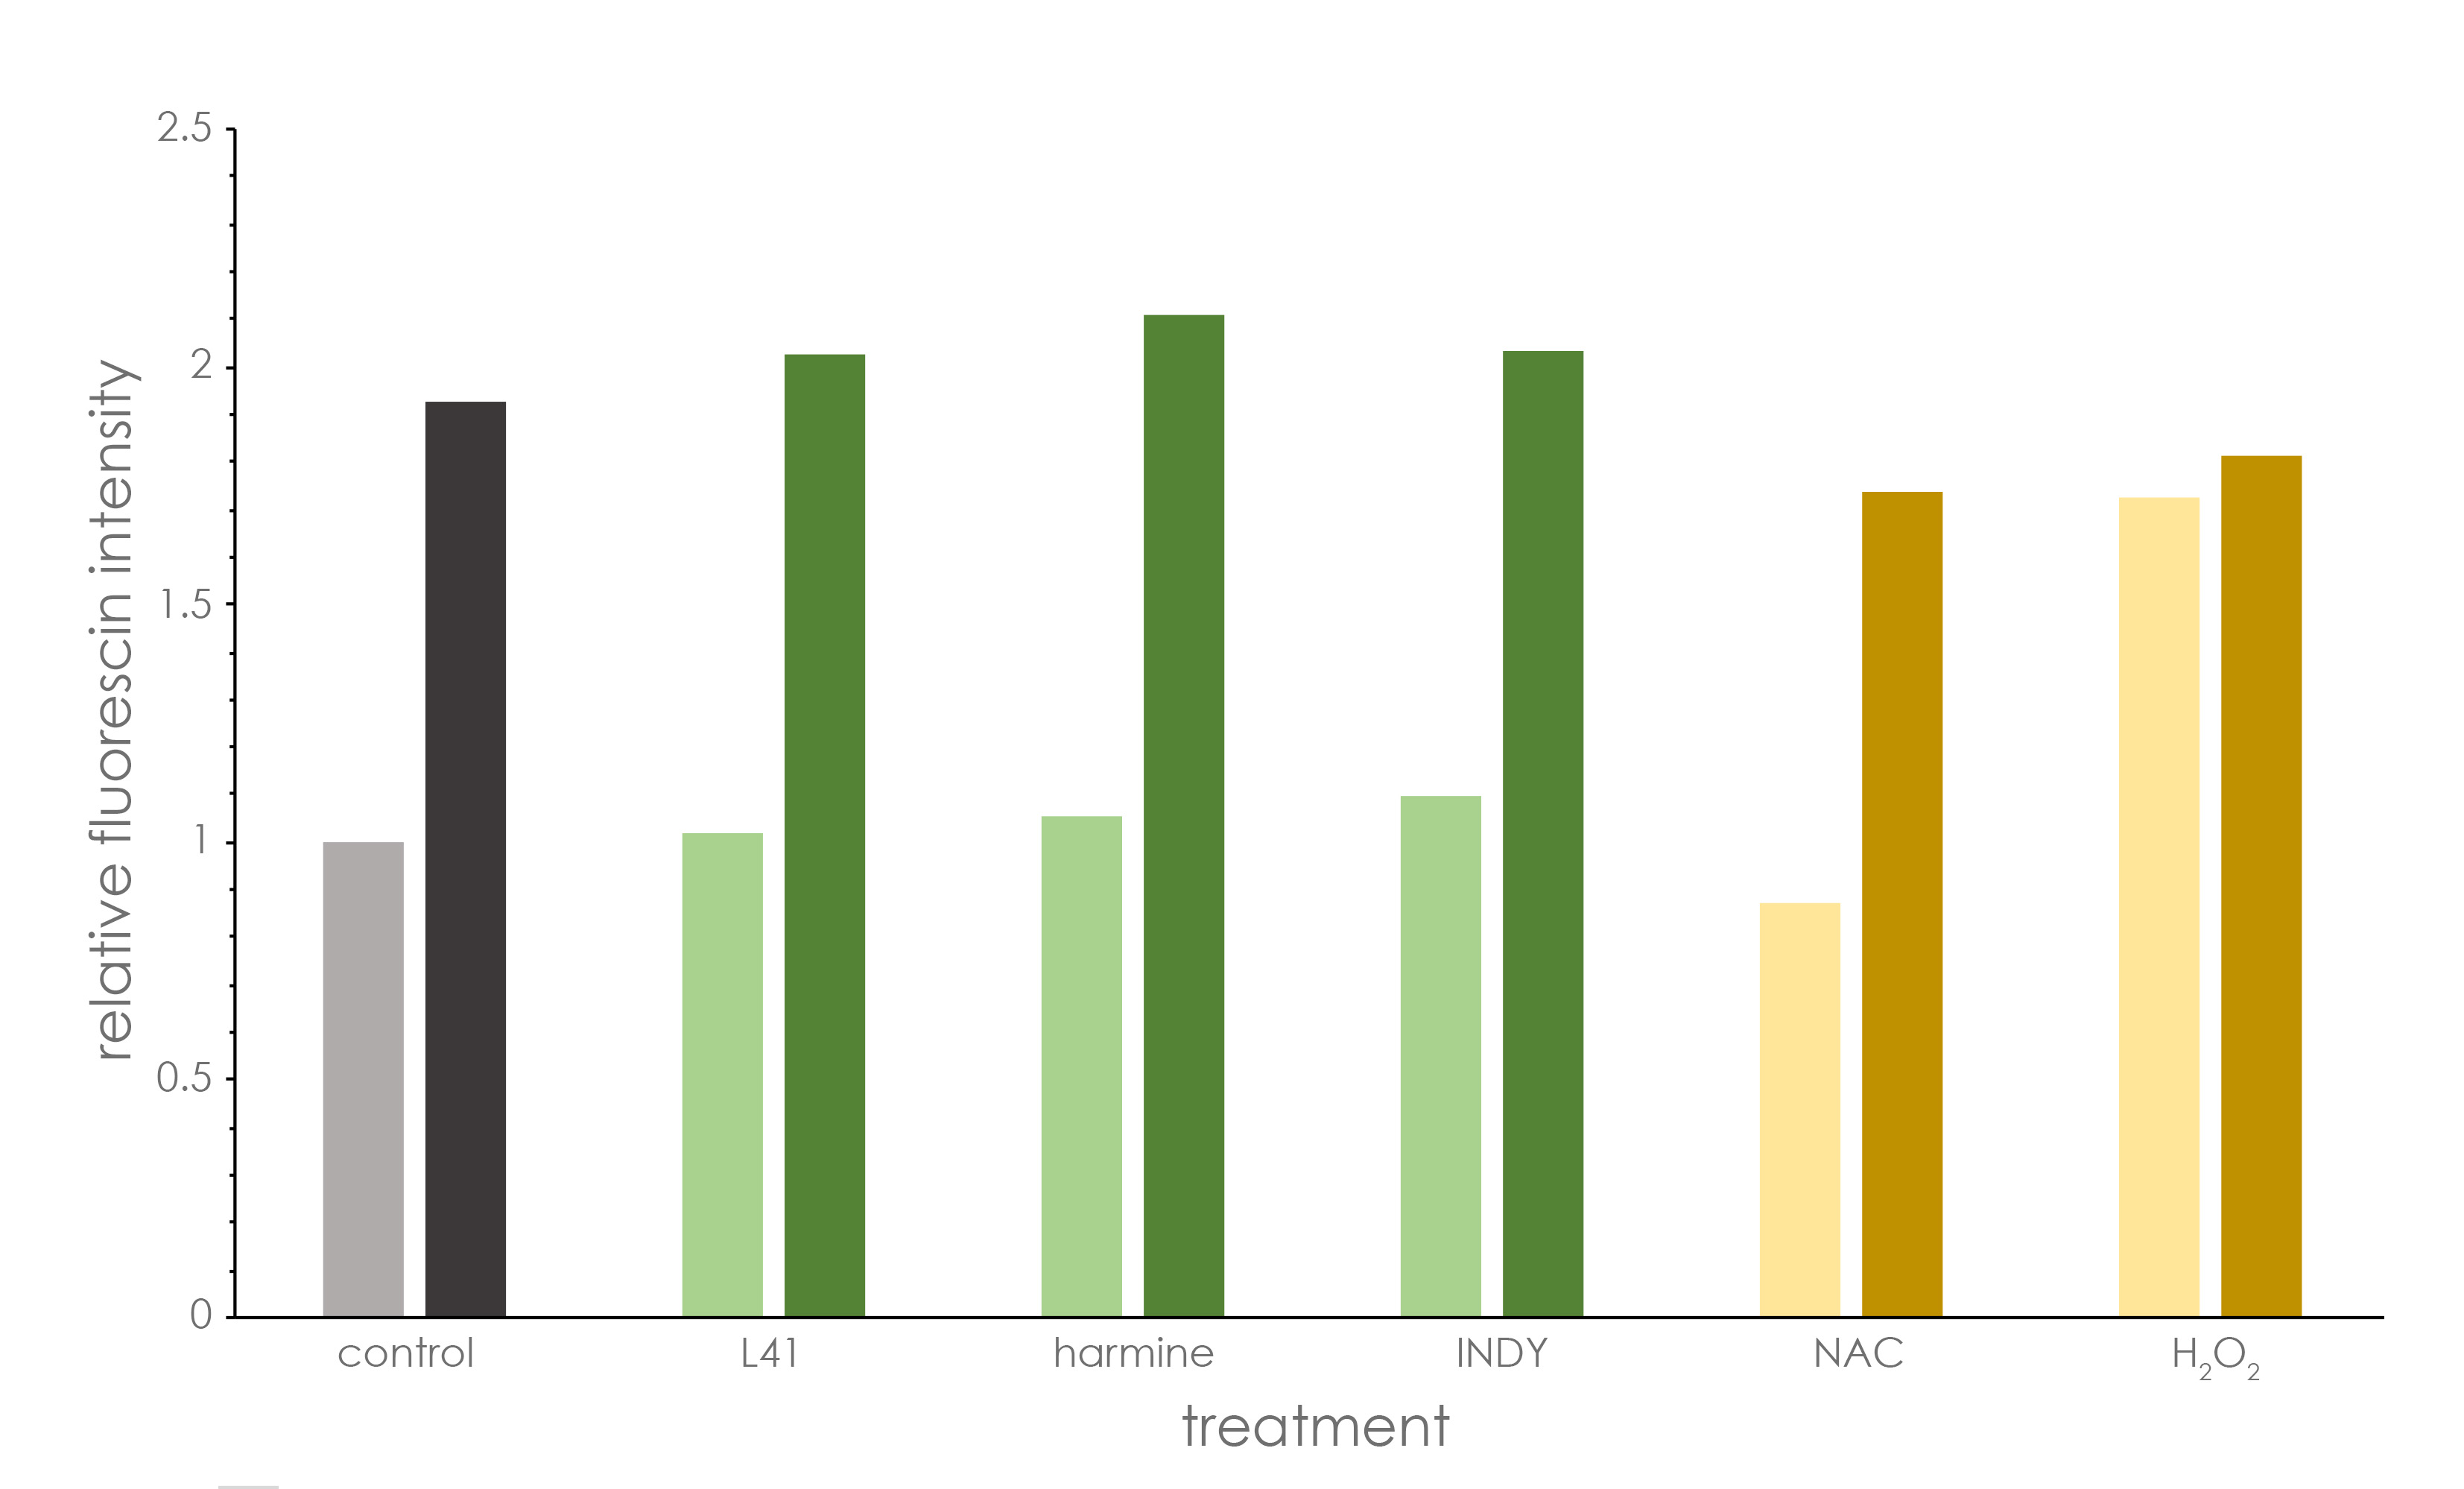 2.5
2
1.5
1
0.5
0
relative fluorescin intensity
control L41 harmine INDY NAC H₂O₂
treatment